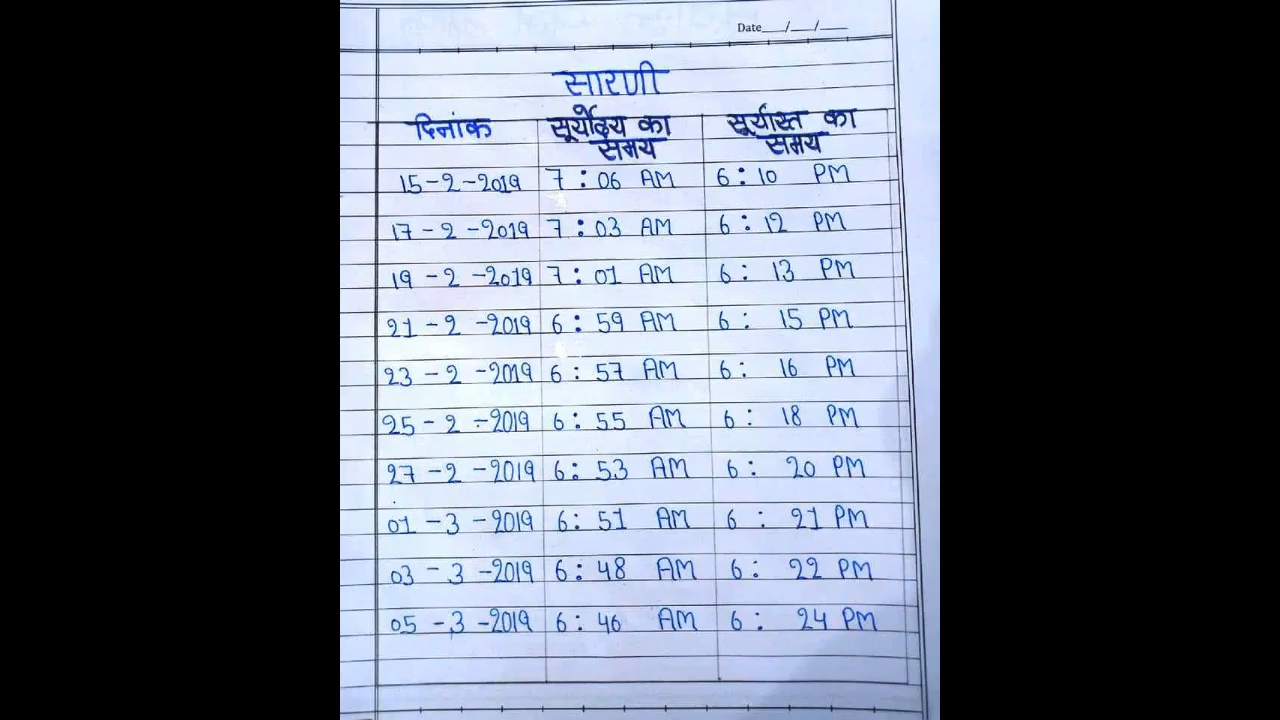 Date___/___/___
सारणी
दिनांक सूर्योदय का समय सूर्यास्त का समय
15-2-2019 7:06 AM 6:10 PM
17-2-2019 7:03 AM 6:12 PM
19-2-2019 7:01 AM 6:13 PM
21-2-2019 6:59 AM 6:15 PM
23-2-2019 6:57 AM 6:16 PM
25-2-2019 6:55 AM 6:18 PM
27-2-2019 6:53 AM 6:20 PM
01-3-2019 6:51 AM 6:21 PM
03-3-2019 6:48 AM 6:22 PM
05-3-2019 6:46 AM 6:24 PM